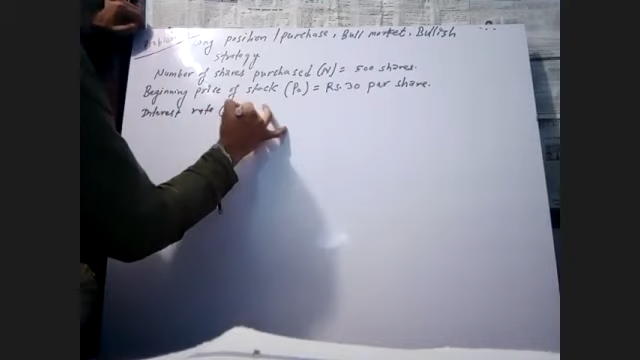 Long position / purchase, Bull market, Bullish
strategy
Number of shares purchased (N) = 500 shares.
Beginning price of stock (P₀) = Rs. 30 per share.
Interest rate (